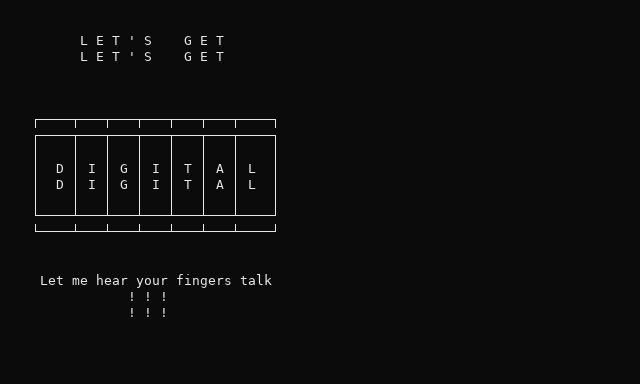 L E T ' S   G E T
L E T ' S   G E T
D I G I T A L
D I G I T A L
Let me hear your fingers talk
! ! !
! ! !